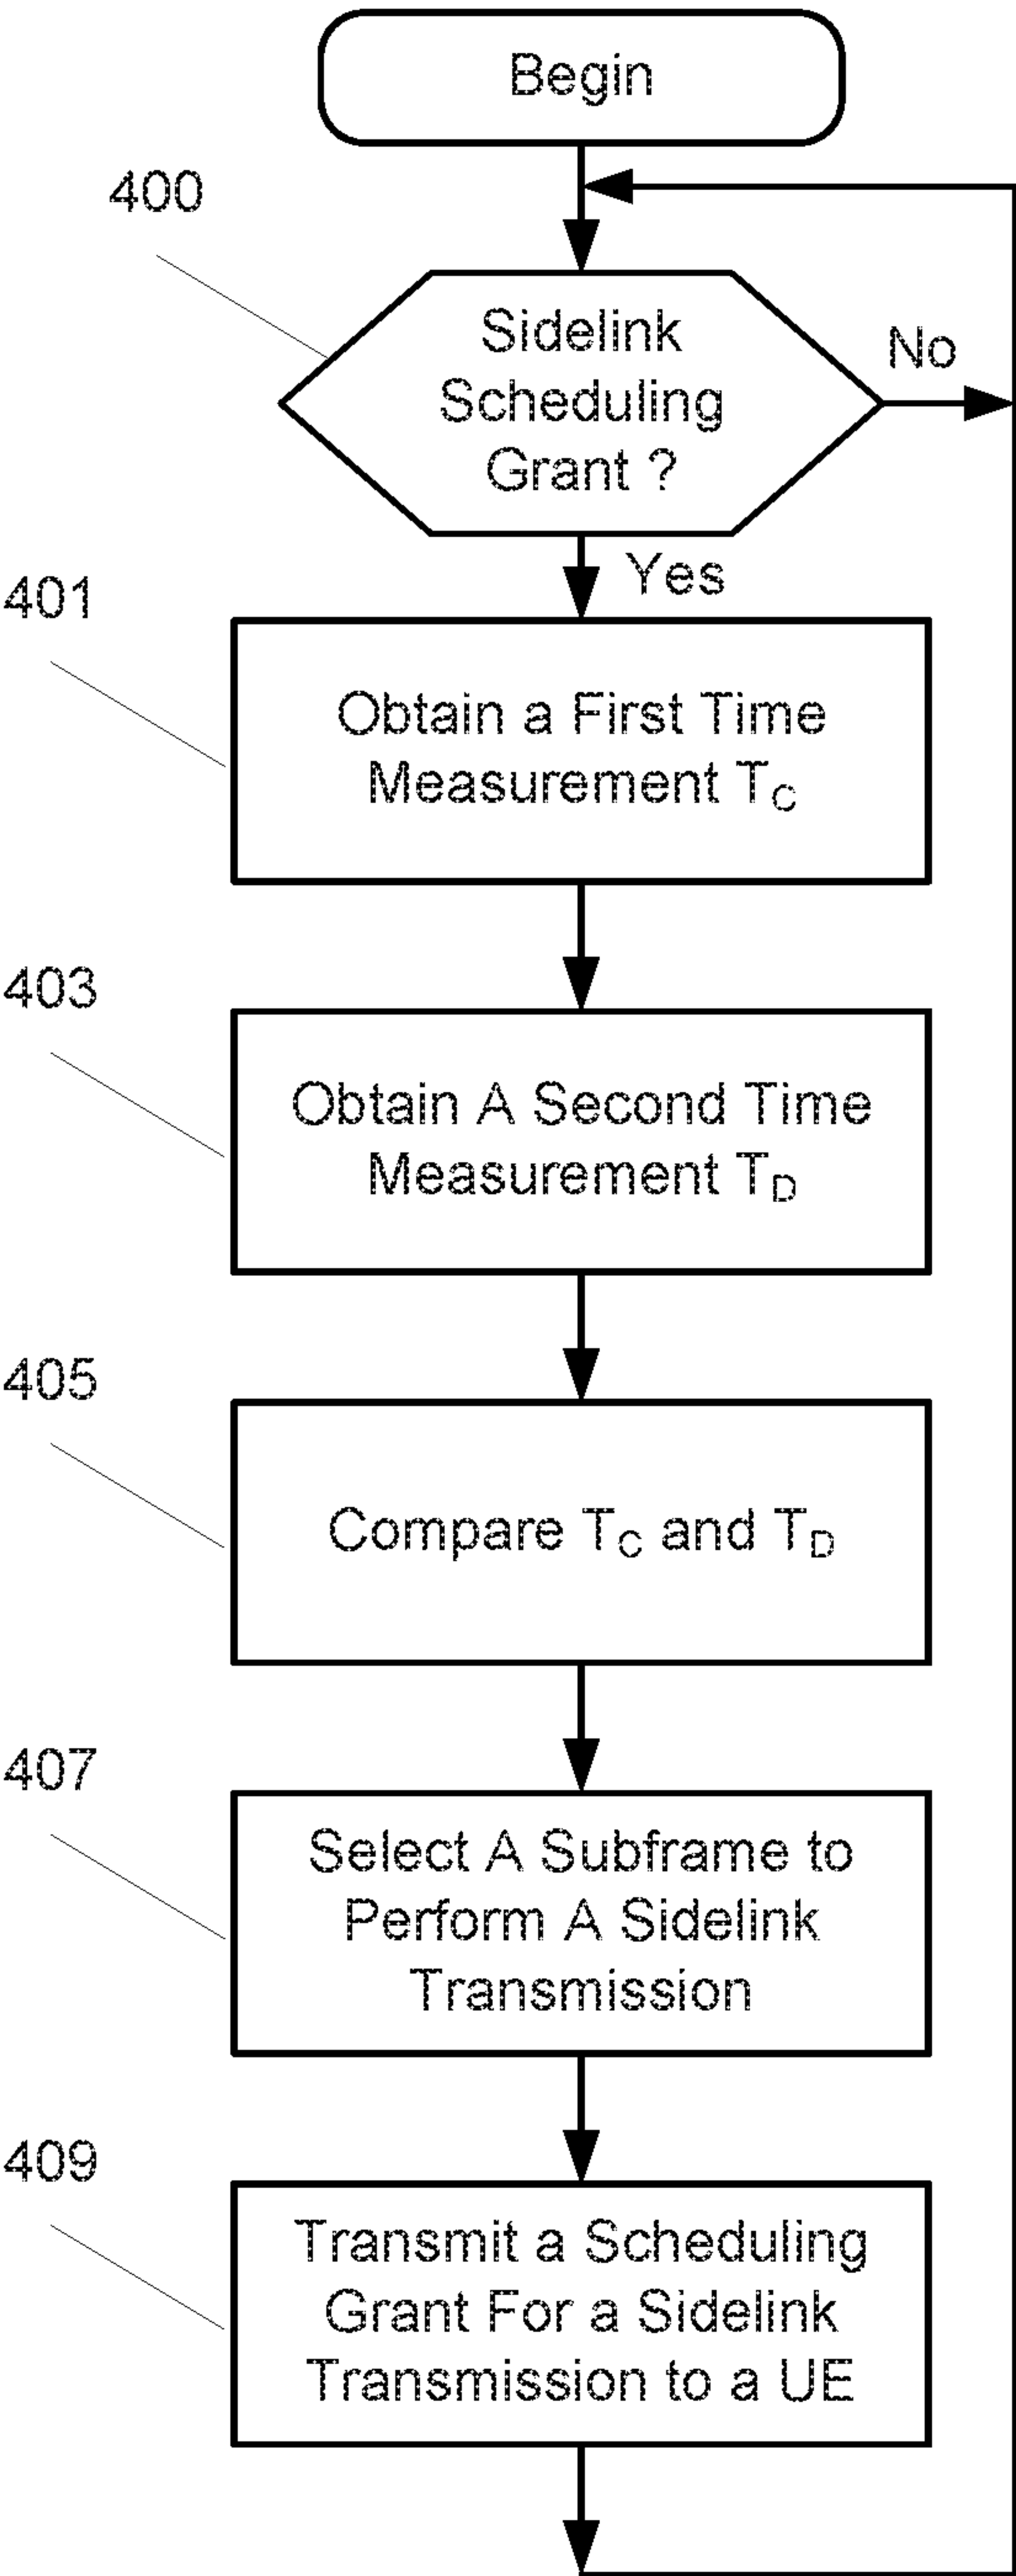 Begin
400
Sidelink
Scheduling
Grant ?
No
Yes
401
Obtain a First Time
Measurement TC
403
Obtain A Second Time
Measurement TD
405
Compare TC and TD
407
Select A Subframe to
Perform A Sidelink
Transmission
409
Transmit a Scheduling
Grant For a Sidelink
Transmission to a UE